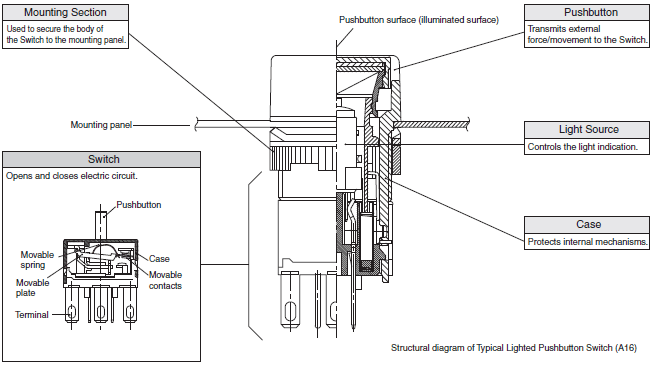 Mounting Section
Used to secure the body of
the Switch to the mounting panel.
Pushbutton surface (illuminated surface)
Pushbutton
Transmits external
force/movement to the Switch.
Mounting panel
Light Source
Controls the light indication.
Switch
Opens and closes electric circuit.
Pushbutton
Movable
spring
Case
Movable
plate
Movable
contacts
Terminal
Case
Protects internal mechanisms.
Structural diagram of Typical Lighted Pushbutton Switch (A16)